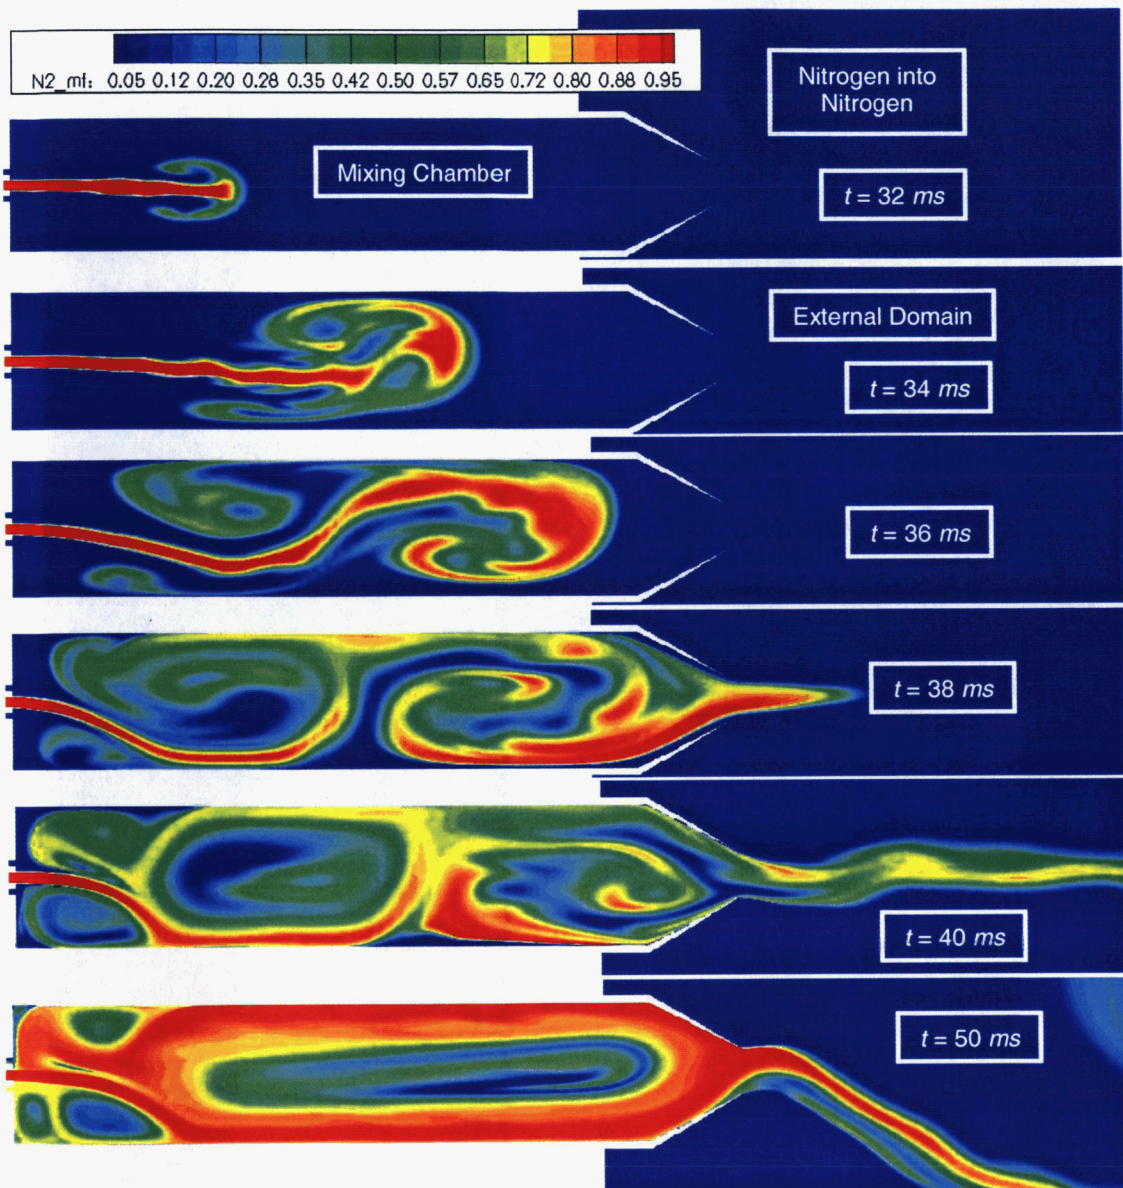 N2_mf: 0.05 0.12 0.20 0.28 0.35 0.42 0.50 0.57 0.65 0.72 0.80 0.88 0.95
Nitrogen into
Nitrogen
Mixing Chamber
t = 32 ms
External Domain
t = 34 ms
t = 36 ms
t = 38 ms
t = 40 ms
t = 50 ms